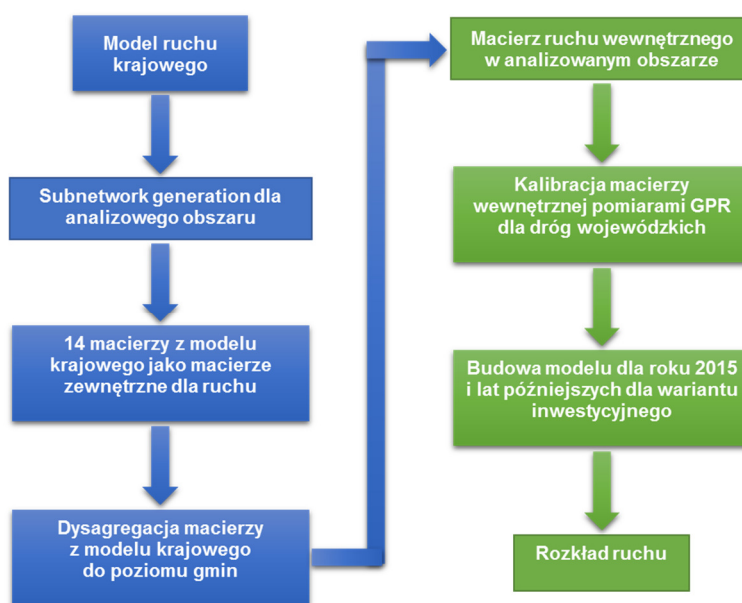 Model ruchu
krajowego
Subnetwork generation dla
analizowego obszaru
14 macierzy z modelu
krajowego jako macierze
zewnętrzne dla ruchu
Dysagregacja macierzy
z modelu krajowego
do poziomu gmin
Macierz ruchu wewnętrznego
w analizowanym obszarze
Kalibracja macierzy
wewnętrznej pomiarami GPR
dla dróg wojewódzkich
Budowa modelu dla roku 2015
i lat późniejszych dla wariantu
inwestycyjnego
Rozkład ruchu